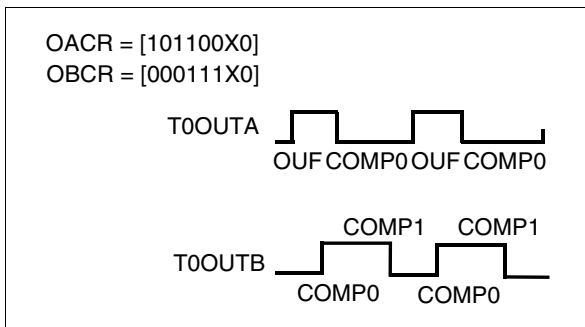 OACR = [101100X0]
OBCR = [000111X0]
T0OUTA
OUF COMP0 OUF COMP0
COMP1 COMP1
T0OUTB
COMP0 COMP0